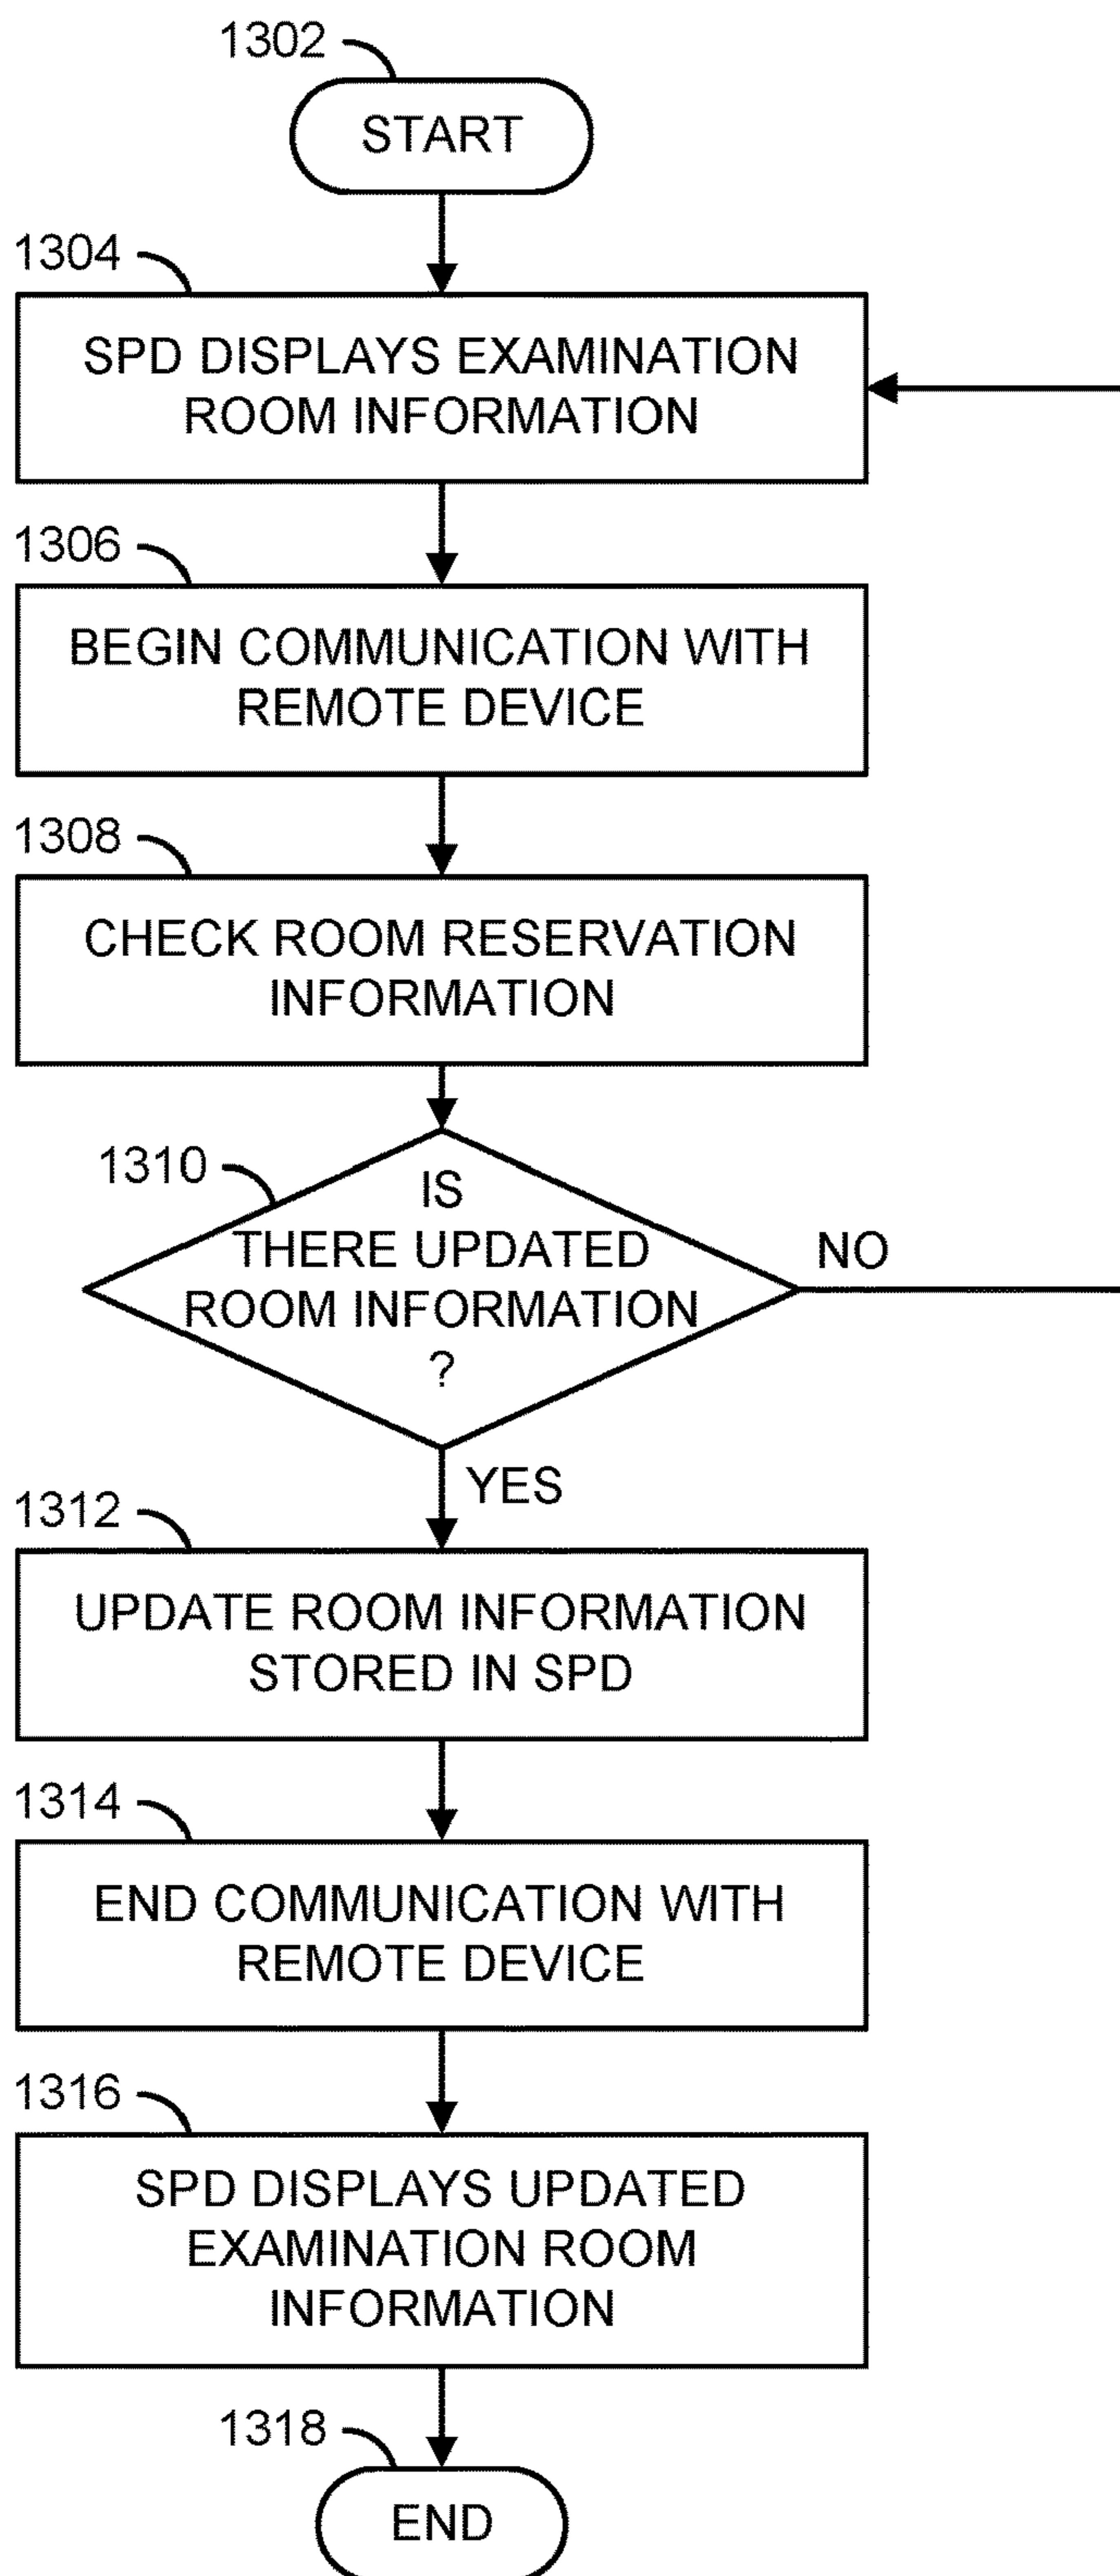 1302
START
1304
SPD DISPLAYS EXAMINATION
ROOM INFORMATION
1306
BEGIN COMMUNICATION WITH
REMOTE DEVICE
1308
CHECK ROOM RESERVATION
INFORMATION
1310
IS
THERE UPDATED
ROOM INFORMATION
?
NO
YES
1312
UPDATE ROOM INFORMATION
STORED IN SPD
1314
END COMMUNICATION WITH
REMOTE DEVICE
1316
SPD DISPLAYS UPDATED
EXAMINATION ROOM
INFORMATION
1318
END